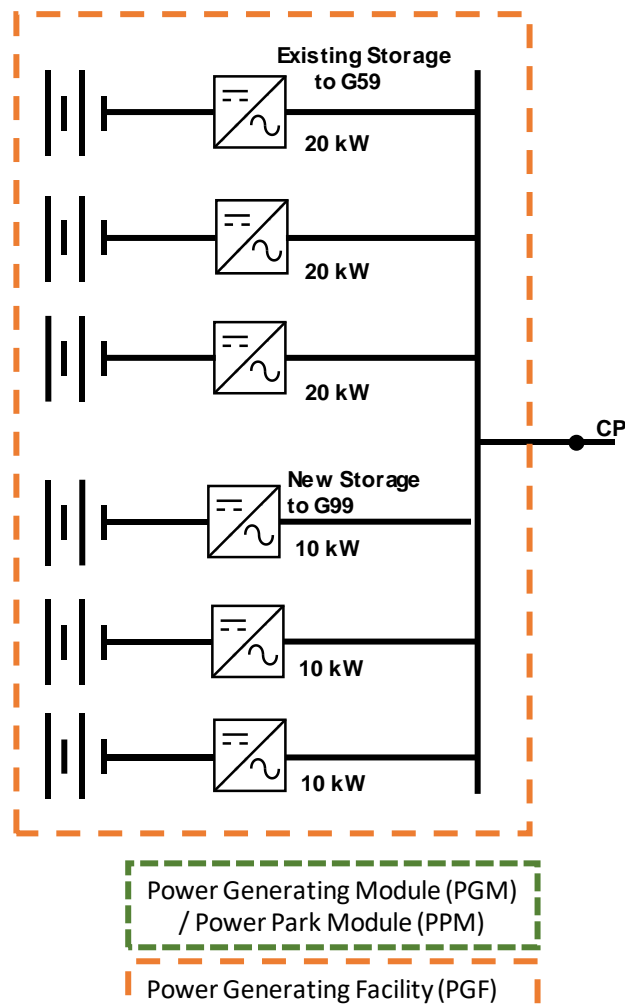 Existing Storage
to G59
20 kW
20 kW
20 kW
CP
New Storage
to G99
10 kW
10 kW
10 kW
Power Generating Module (PGM)
/ Power Park Module (PPM)
Power Generating Facility (PGF)